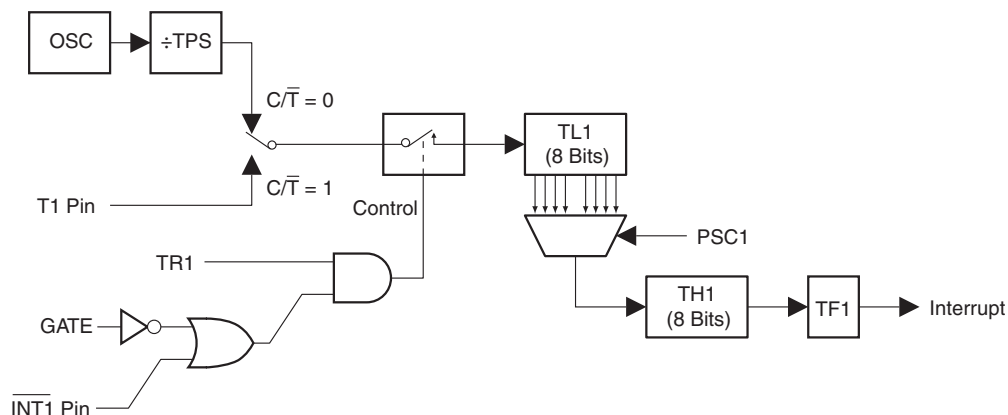 OSC
÷TPS
C/T̅ = 0
TL1
(8 Bits)
C/T̅ = 1
T1 Pin
Control
PSC1
TR1
TH1
(8 Bits)
TF1
Interrupt
GATE
I̅N̅T̅1̅ Pin